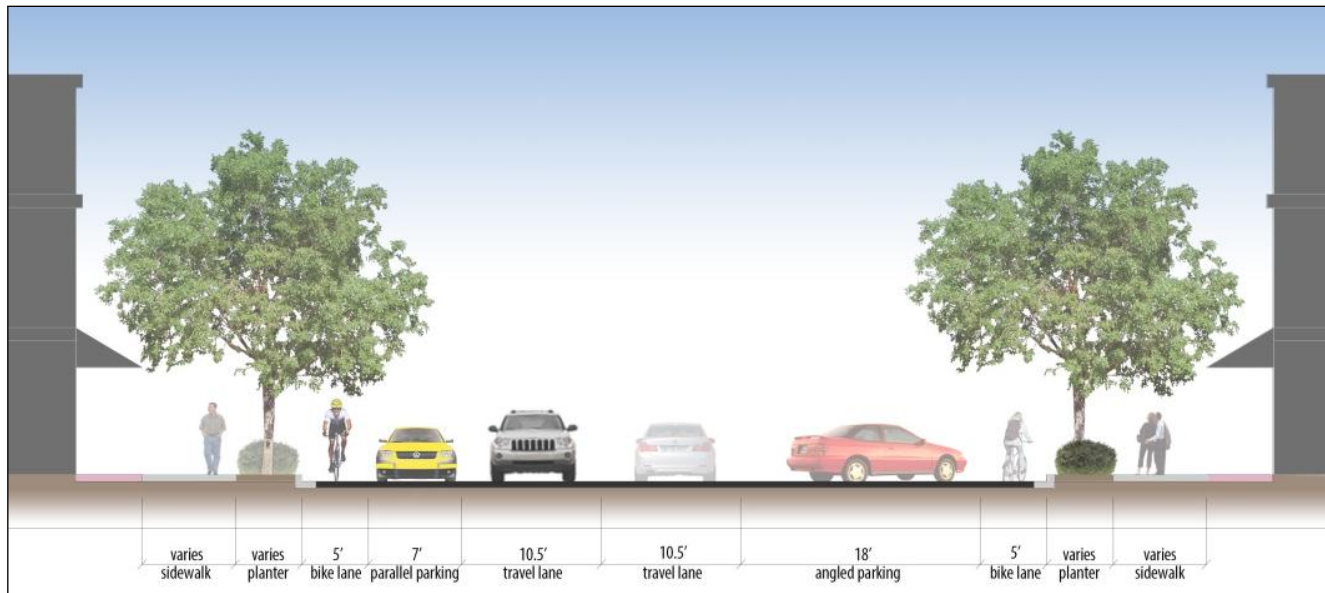 varies
sidewalk
varies
planter
5’
bike lane
7’
parallel parking
10.5’
travel lane
10.5’
travel lane
18’
angled parking
5’
bike lane
varies
planter
varies
sidewalk